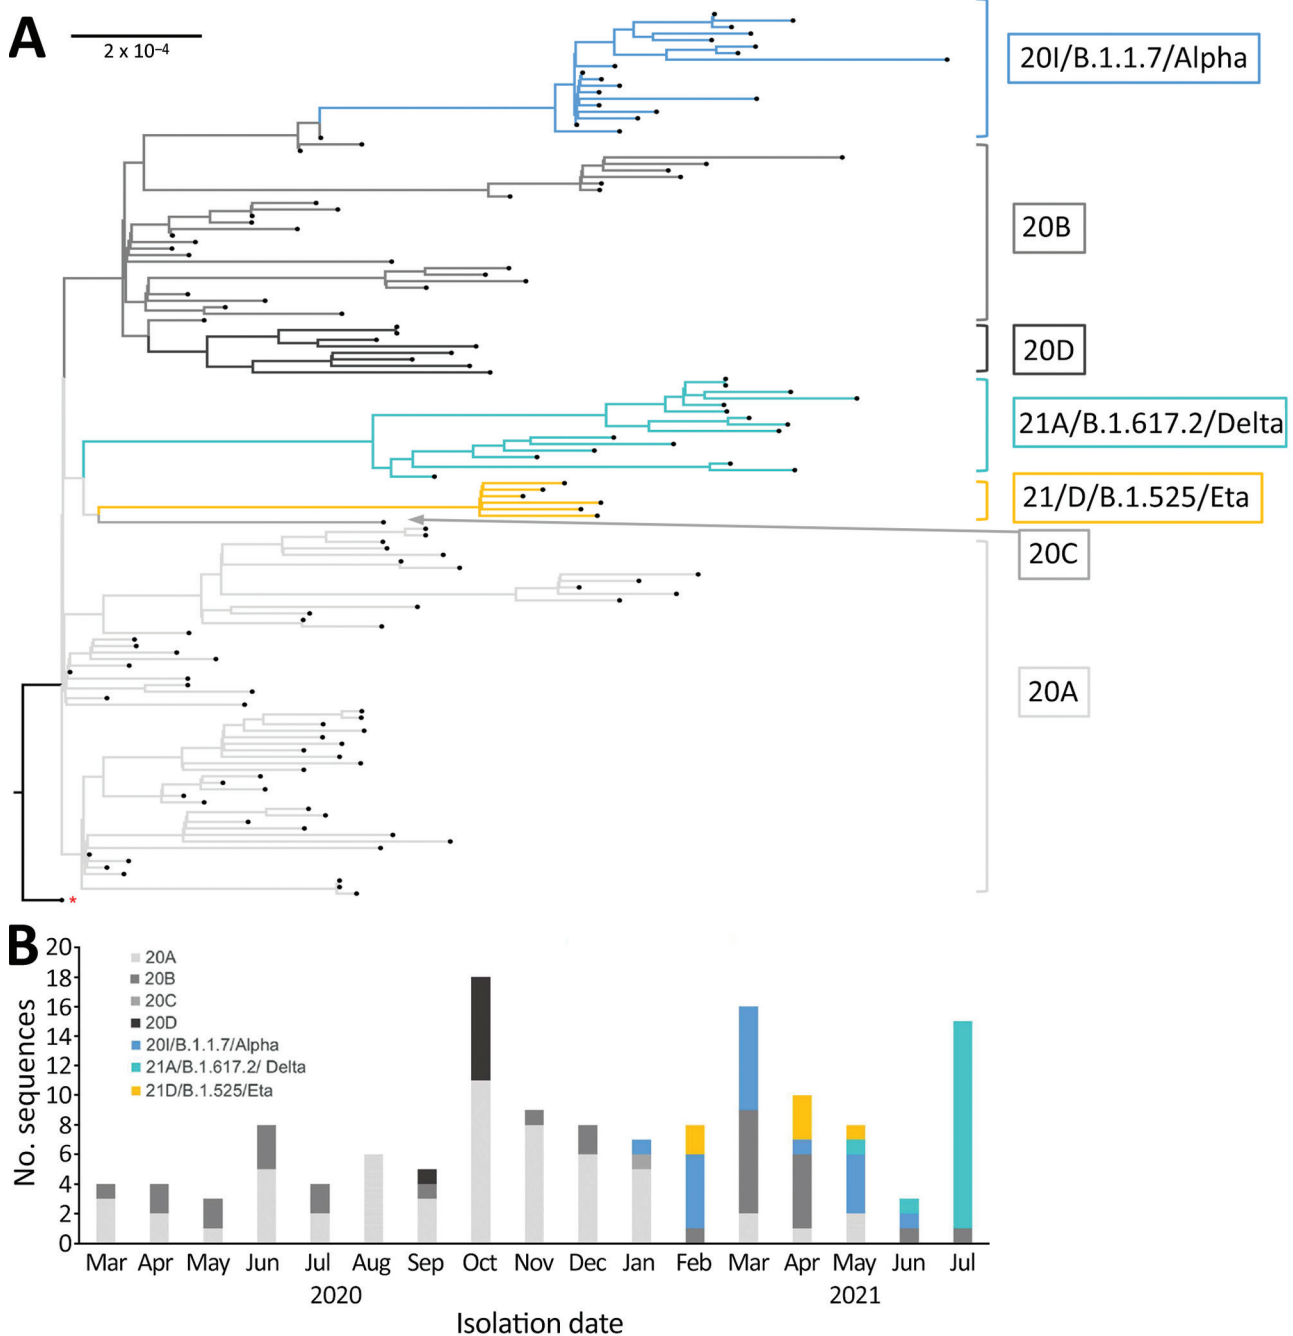 A
2 x 10⁻⁴
20I/B.1.1.7/Alpha
20B
20D
21A/B.1.617.2/Delta
21/D/B.1.525/Eta
20C
20A
*
B
20
18
16
14
12
10
8
6
4
2
0
No. sequences
20A
20B
20C
20D
20I/B.1.1.7/Alpha
21A/B.1.617.2/ Delta
21D/B.1.525/Eta
Mar Apr May Jun Jul Aug Sep Oct Nov Dec Jan Feb Mar Apr May Jun Jul
2020 2021
Isolation date